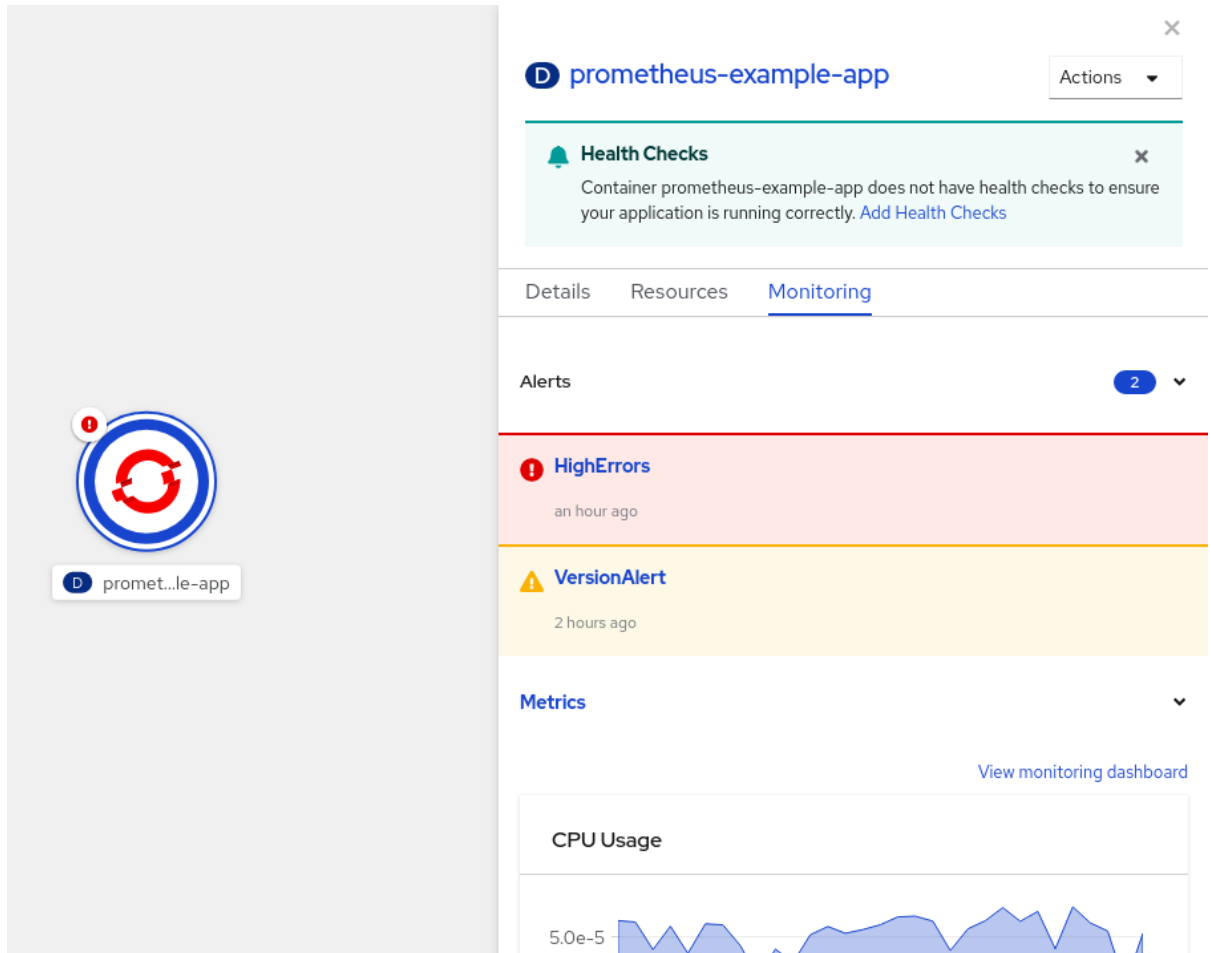 D prometheus-example-app
Actions
Health Checks
Container prometheus-example-app does not have health checks to ensure
your application is running correctly. Add Health Checks
Details Resources Monitoring
Alerts 2
HighErrors
an hour ago
VersionAlert
2 hours ago
D promet...le-app
Metrics
View monitoring dashboard
CPU Usage
5.0e-5